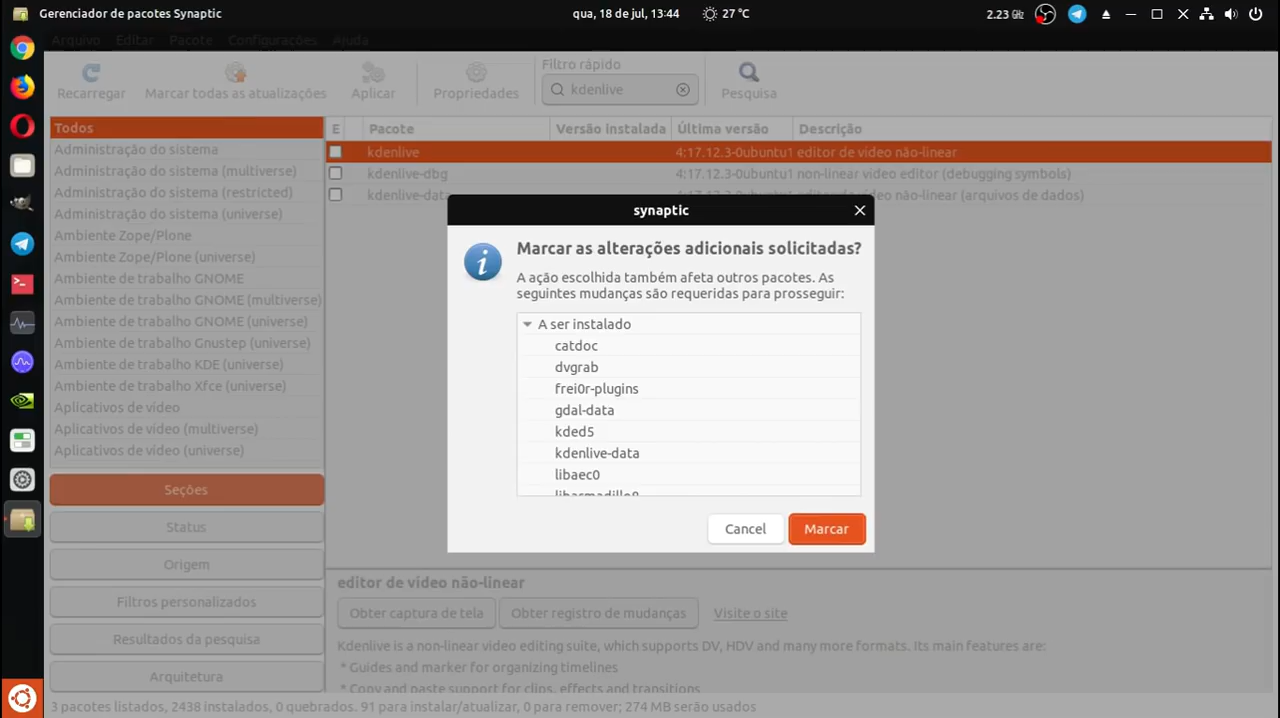 Gerenciador de pacotes Synaptic
qua, 18 de jul, 13:44
27 °C
2.23 GHz
Arquivo Editar Pacote Configurações Ajuda
Recarregar
Marcar todas as atualizações
Aplicar
Propriedades
Filtro rápido
kdenlive
Pesquisa
Todos
Administração do sistema
Administração do sistema (multiverse)
Administração do sistema (restricted)
Administração do sistema (universe)
Ambiente Zope/Plone
Ambiente Zope/Plone (universe)
Ambiente de trabalho GNOME
Ambiente de trabalho GNOME (multiverse)
Ambiente de trabalho GNOME (universe)
Ambiente de trabalho Gnustep (universe)
Ambiente de trabalho KDE (universe)
Ambiente de trabalho Xfce (universe)
Aplicativos de vídeo
Aplicativos de vídeo (multiverse)
Aplicativos de vídeo (universe)
Seções
Status
Origem
Filtros personalizados
Resultados da pesquisa
Arquitetura
E Pacote Versão instalada Última versão Descrição
kdenlive 4:17.12.3-0ubuntu1 editor de vídeo não-linear
kdenlive-dbg 4:17.12.3-0ubuntu1 non-linear video editor (debugging symbols)
kdenlive-data 4:17.12.3-0ubuntu1 editor de vídeo não-linear (arquivos de dados)
synaptic
Marcar as alterações adicionais solicitadas?
A ação escolhida também afeta outros pacotes. As
seguintes mudanças são requeridas para prosseguir:
A ser instalado
catdoc
dvgrab
frei0r-plugins
gdal-data
kded5
kdenlive-data
libaec0
libarmadillo8
Cancel
Marcar
editor de vídeo não-linear
Obter captura de tela
Obter registro de mudanças
Visite o site
Kdenlive is a non-linear video editing suite, which supports DV, HDV and many more formats. Its main features are:
* Guides and marker for organizing timelines
* Copy and paste support for clips, effects and transitions
3 pacotes listados, 2438 instalados, 0 quebrados. 91 para instalar/atualizar, 0 para remover; 274 MB serão usados